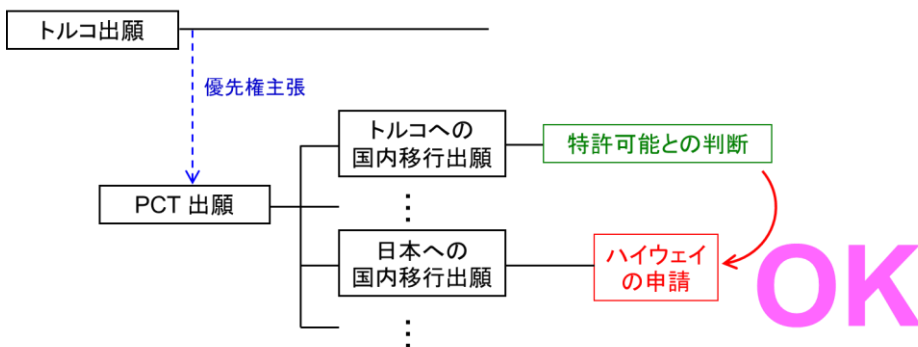 トルコ出願
優先権主張
トルコへの
国内移行出願
特許可能との判断
PCT 出願
⋮
日本への
国内移行出願
ハイウェイ
の申請
OK
⋮